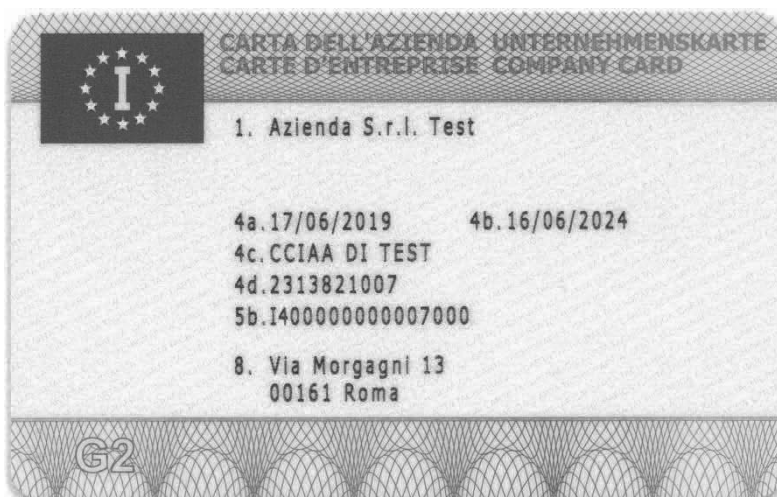 CARTA DELL'AZIENDA UNTERNEHMENSKARTE
CARTE D'ENTREPRISE COMPANY CARD
I
1. Azienda S.r.l. Test
4a.17/06/2019 4b.16/06/2024
4c.CCIAA DI TEST
4d.2313821007
5b.I400000000007000
8. Via Morgagni 13
00161 Roma
G2